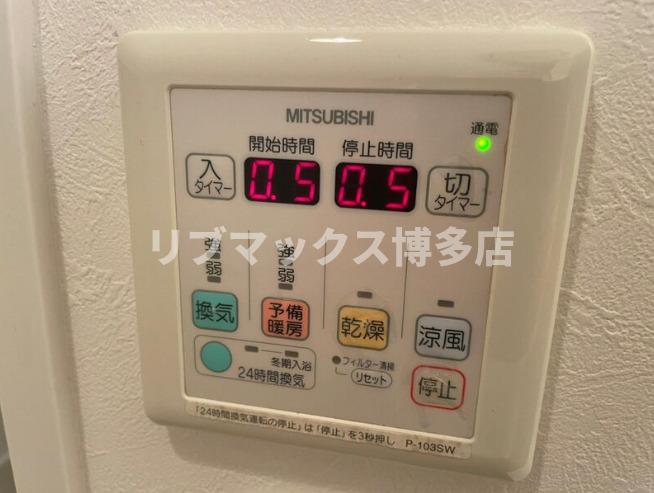 MITSUBISHI
通電
開始時間 停止時間
入タイマー
0.5
0.5
切タイマー
リブマックス博多店
強
弱
強
弱
換気
予備暖房
乾燥
涼風
冬期入浴
24時間換気
フィルター清掃
リセット
停止
「24時間換気運転の停止」は「停止」を3秒押し P-103SW